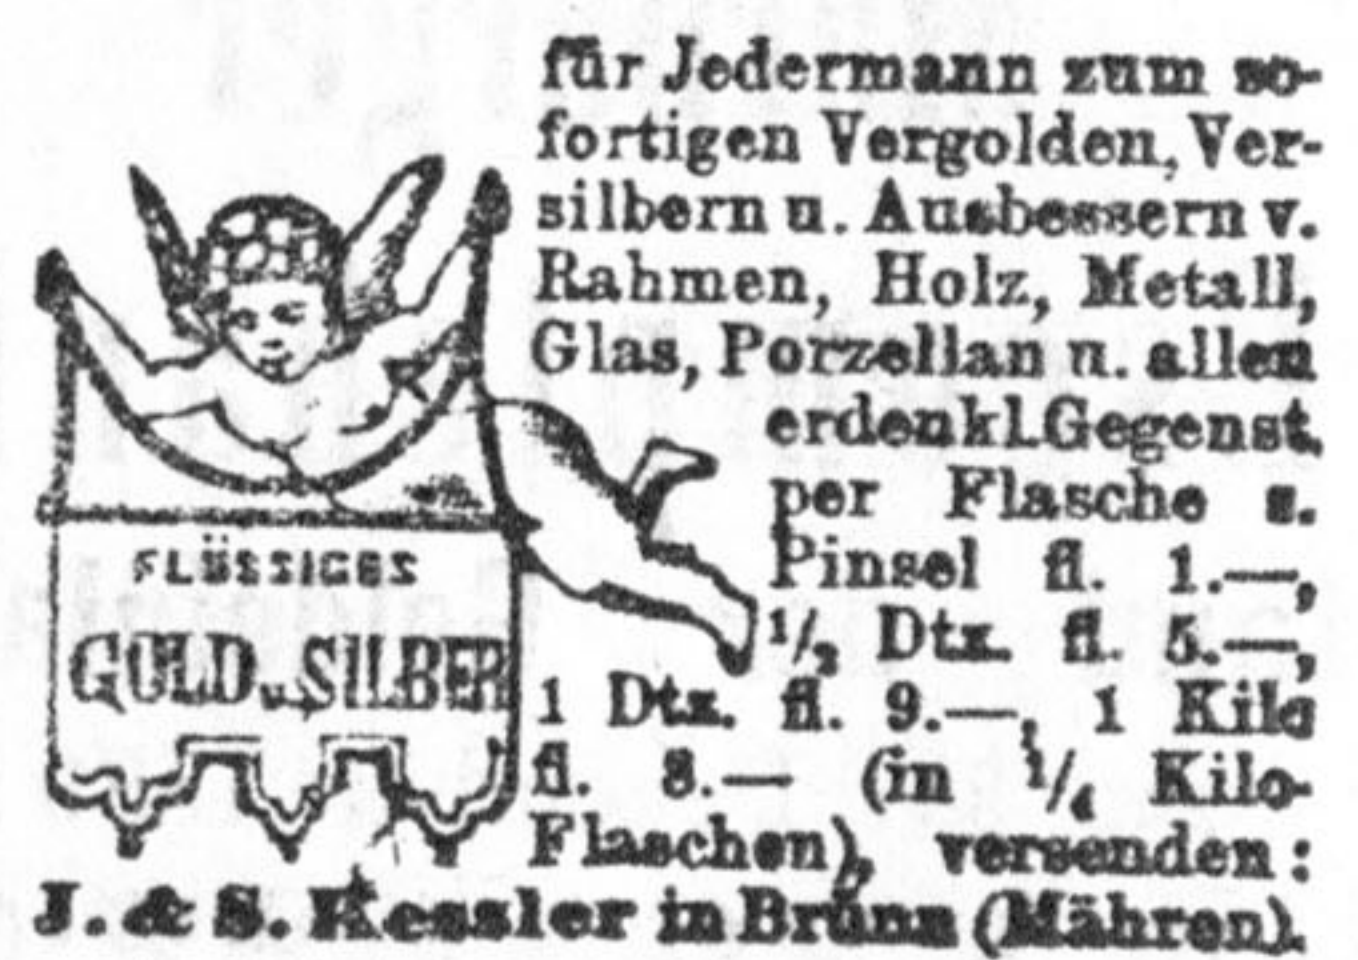 FLÜSSIGES
GOLD u. SILBER
für Jedermann zum so-
fortigen Vergolden, Ver-
silbern u. Ausbessern v.
Rahmen, Holz, Metall,
Glas, Porzellan u. allen
erdenkl. Gegenst.
per Flasche s.
Pinsel fl. 1.—,
1/2 Dtz. fl. 5.—,
1 Dtz. fl. 9.—, 1 Kilo
fl. 8.— (in 1/4 Kilo-
Flaschen), versenden:
J. & S. Kessler in Brünn (Mähren).